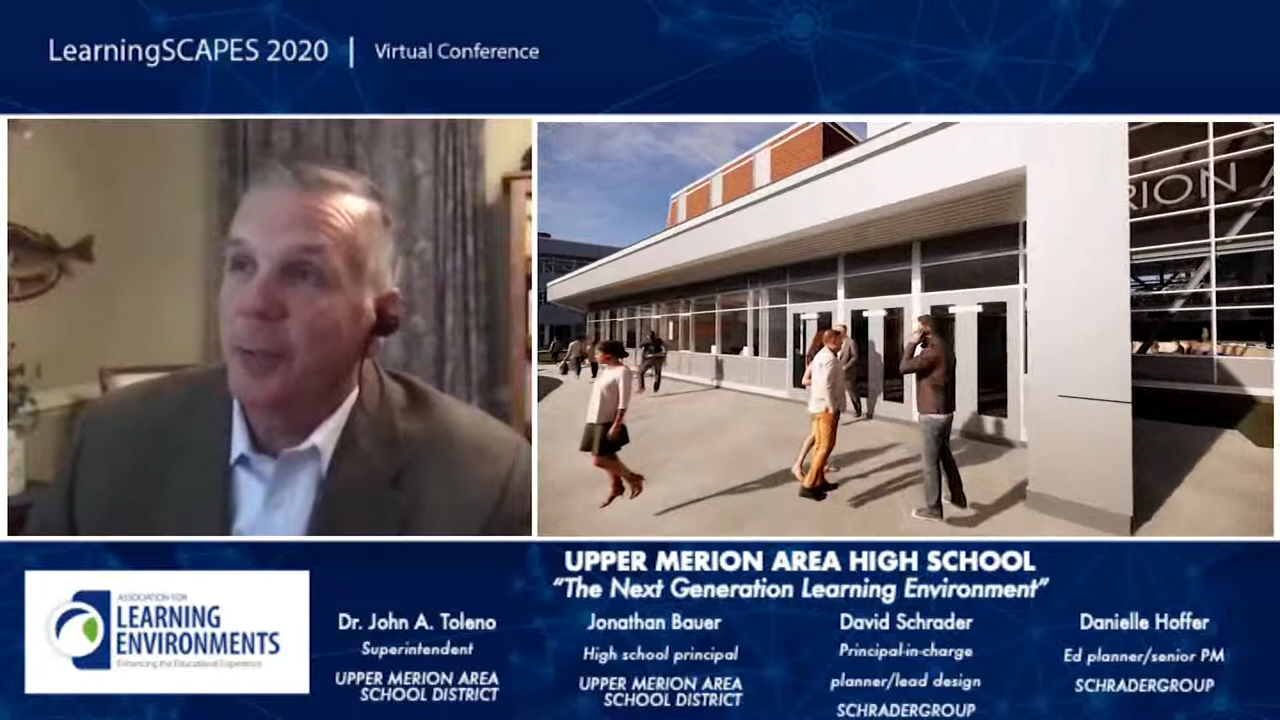 LearningSCAPES 2020 | Virtual Conference
RION A
UPPER MERION AREA HIGH SCHOOL
“The Next Generation Learning Environment”
ASSOCIATION FOR
LEARNING
ENVIRONMENTS
Enhancing the Educational Experience
Dr. John A. Toleno
Superintendent
UPPER MERION AREA
SCHOOL DISTRICT
Jonathan Bauer
High school principal
UPPER MERION AREA
SCHOOL DISTRICT
David Schrader
Principal-in-charge
planner/lead design
SCHRADERGROUP
Danielle Hoffer
Ed planner/senior PM
SCHRADERGROUP